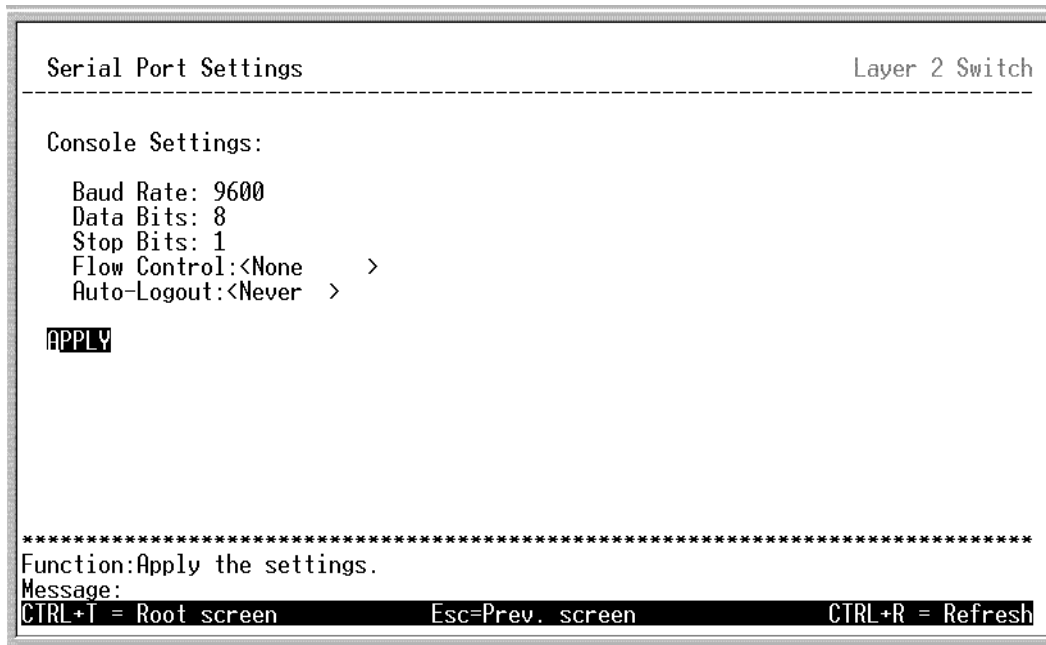 Serial Port Settings Layer 2 Switch
--------------------------------------------------------------------------------
Console Settings:
Baud Rate: 9600
Data Bits: 8
Stop Bits: 1
Flow Control:<None     >
Auto-Logout:<Never  >
APPLY
********************************************************************************
Function:Apply the settings.
Message:
CTRL+T = Root screen Esc=Prev. screen CTRL+R = Refresh